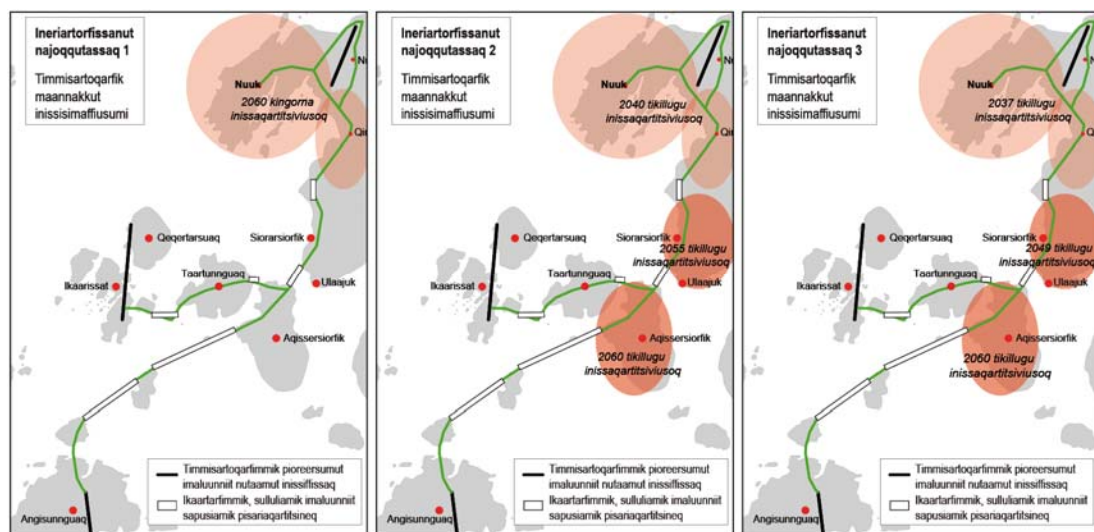 Ineriartorfissanut
najoqqutassaq 1
Timmisartoqarfik
maannakkut
inissisimaffiusumi
Nuuk
2060 kingorna
inissaqartitsiviusoq
Qeqertarsuaq
Siorarsiorfik
Taartunnguaq
Ikaarissat
Ulaajuk
Aqissersiorfik
Timmisartoqarfimmik pioreersumut
imaluunniit nutaamut inissiffissaq
Ikaartarfimmik, sulluliamik imaluunniit
sapusiamik pisariaqartitsineq
Angisunnguaq
Ineriartorfissanut
najoqqutassaq 2
Timmisartoqarfik
maannakkut
inissisimaffiusumi
Nuuk
2040 tikillugu
inissaqartitsiviusoq
Qeqertarsuaq
Siorarsiorfik
2055 tikillugu
inissaqartitsiviusoq
Taartunnguaq
Ikaarissat
Ulaajuk
Aqissersiorfik
2060 tikillugu
inissaqartitsiviusoq
Timmisartoqarfimmik pioreersumut
imaluunniit nutaamut inissiffissaq
Ikaartarfimmik, sulluliamik imaluunniit
sapusiamik pisariaqartitsineq
Angisunnguaq
Ineriartorfissanut
najoqqutassaq 3
Timmisartoqarfik
maannakkut
inissisimaffiusumi
Nuuk
2037 tikillugu
inissaqartitsiviusoq
Qeqertarsuaq
Siorarsiorfik
2049 tikillugu
inissaqartitsiviusoq
Taartunnguaq
Ikaarissat
Ulaajuk
Aqissersiorfik
2060 tikillugu
inissaqartitsiviusoq
Timmisartoqarfimmik pioreersumut
imaluunniit nutaamut inissiffissaq
Ikaartarfimmik, sulluliamik imaluunniit
sapusiamik pisariaqartitsineq
Angisunnguaq